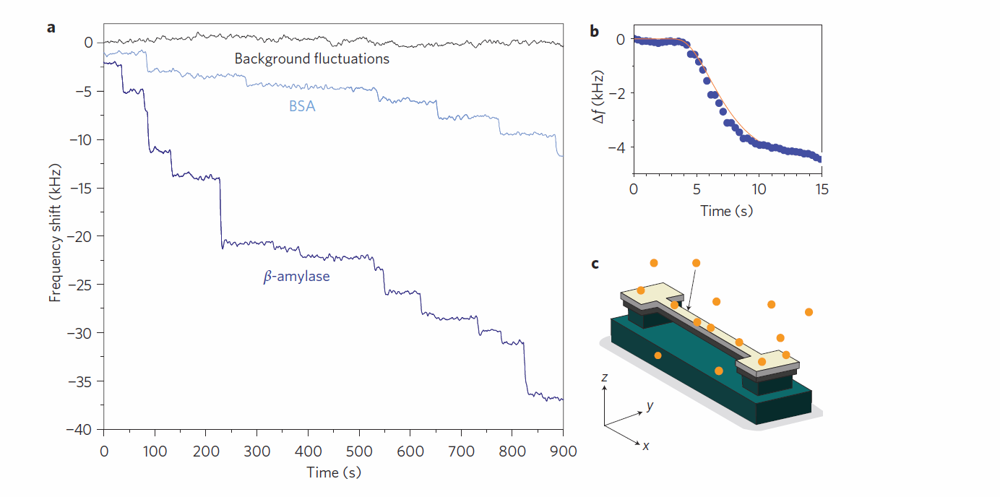 a
0
−5
−10
−15
−20
−25
−30
−35
−40
Frequency shift (kHz)
Background fluctuations
BSA
β-amylase
0 100 200 300 400 500 600 700 800 900
Time (s)
b
0
−2
−4
Δf (kHz)
0 5 10 15
Time (s)
c
z
y
x